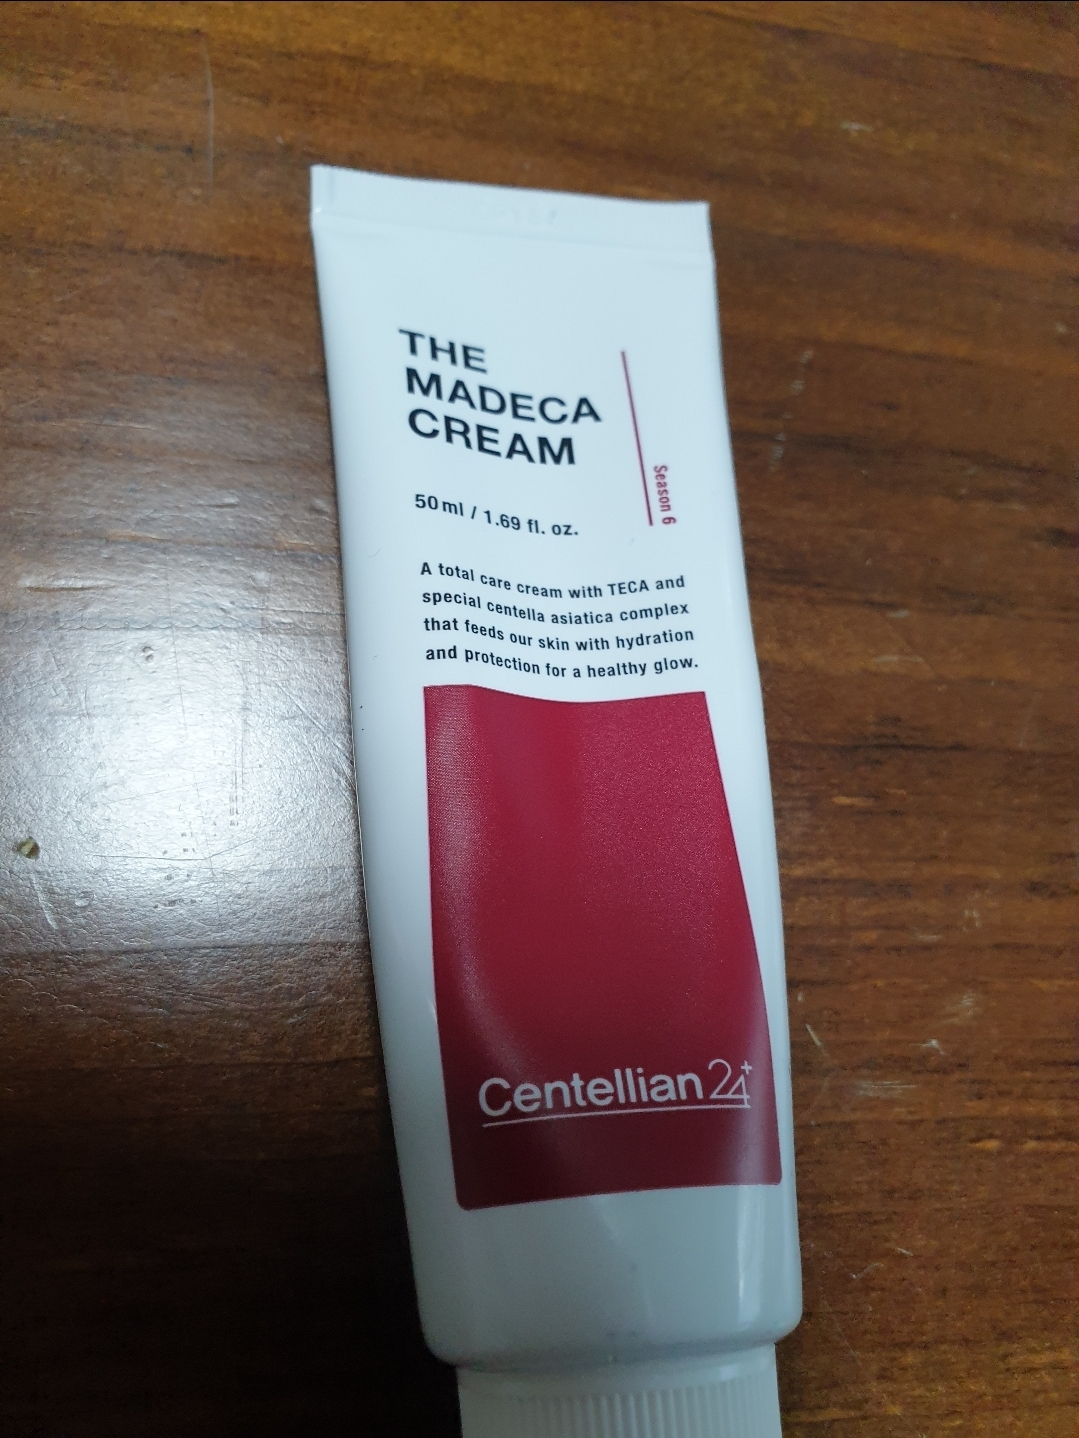 THE
MADECA
CREAM
Season 6
50ml / 1.69 fl. oz.
A total care cream with TECA and
special centella asiatica complex
that feeds our skin with hydration
and protection for a healthy glow.
Centellian24+